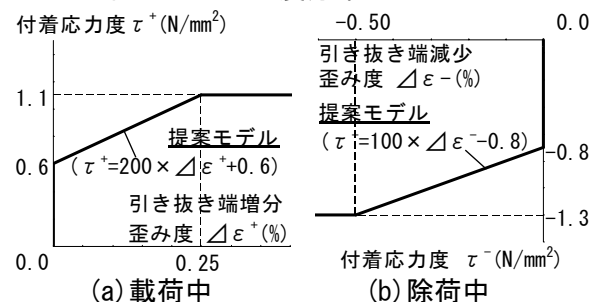 付着応力度 τ⁺(N/mm²)
1.1
0.6
提案モデル
(τ⁺=200×⊿ε⁺+0.6)
引き抜き端増分
歪み度 ⊿ε⁺(%)
0.0
0.25
(a)載荷中
-0.50
0.0
引き抜き端減少
歪み度 ⊿ε-(%)
提案モデル
(τ⁺=100×⊿ε⁻-0.8)
-0.8
-1.3
付着応力度 τ⁻(N/mm²)
(b)除荷中